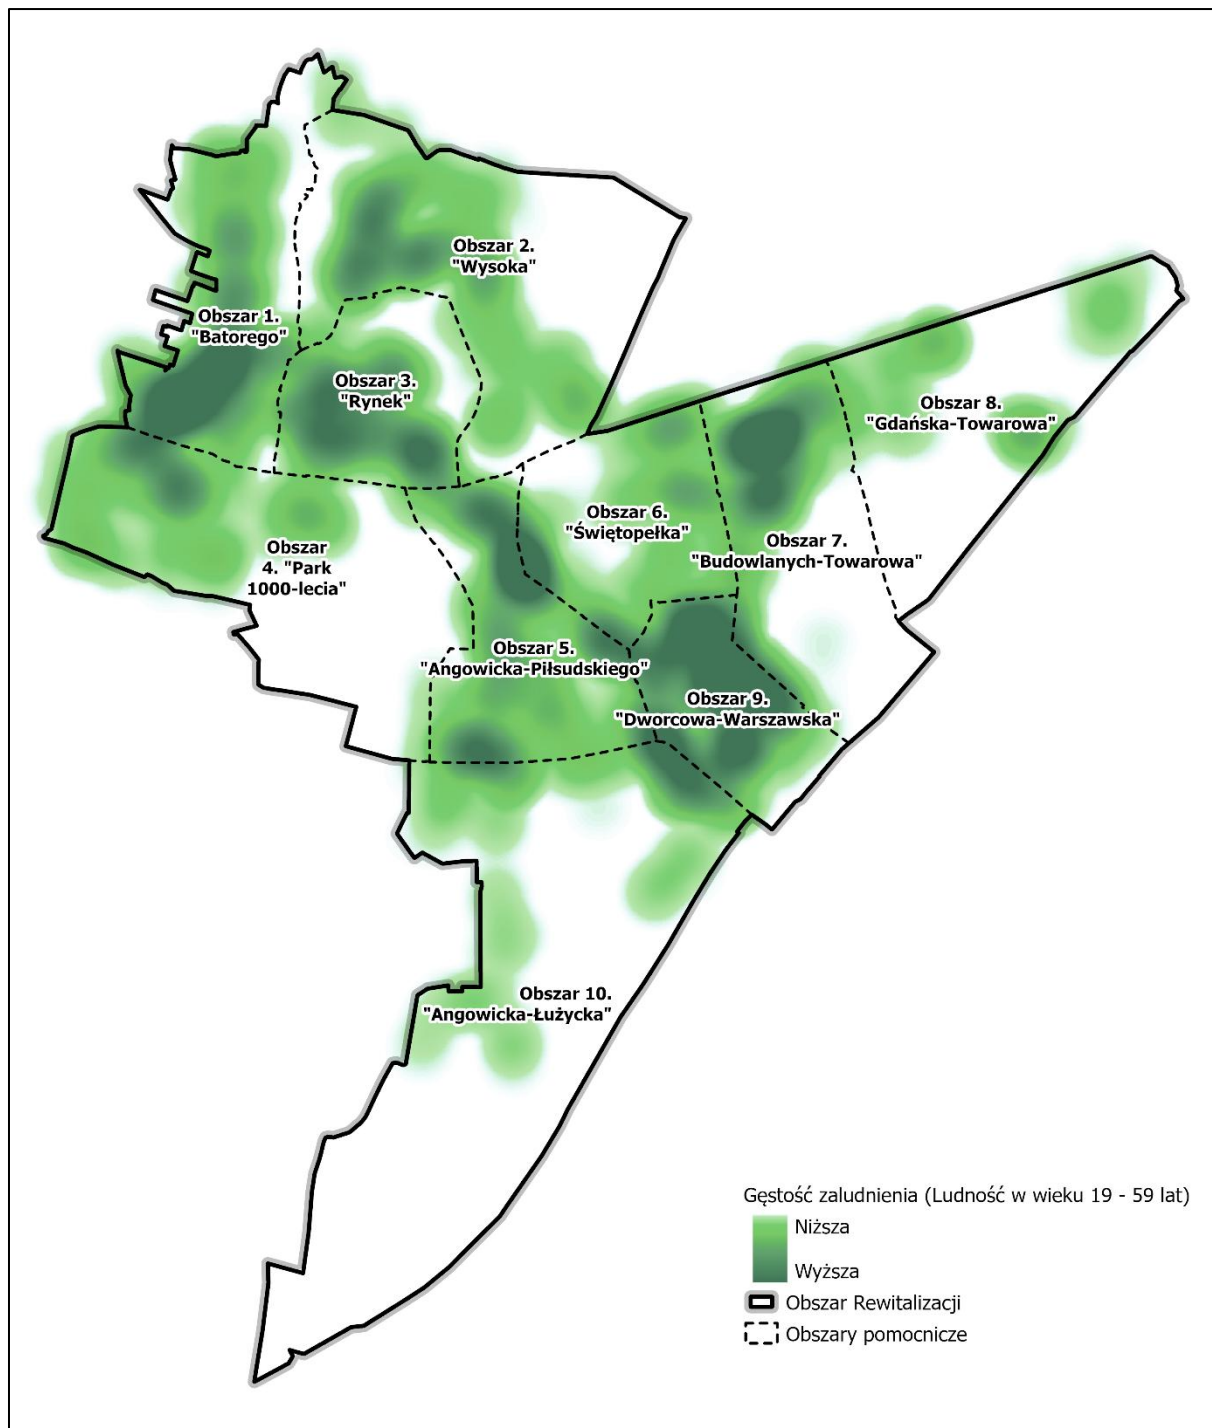 Obszar 2.
"Wysoka"
Obszar 1.
"Batorego"
Obszar 3.
"Rynek"
Obszar 8.
"Gdańska-Towarowa"
Obszar 6.
"Świętopełka"
Obszar 7.
"Budowlanych-Towarowa"
Obszar
4. "Park
1000-lecia"
Obszar 5.
"Angowicka-Piłsudskiego"
Obszar 9.
"Dworcowa-Warszawska"
Obszar 10.
"Angowicka-Łużycka"
Gęstość zaludnienia (Ludność w wieku 19 - 59 lat)
Niższa
Wyższa
Obszar Rewitalizacji
Obszary pomocnicze